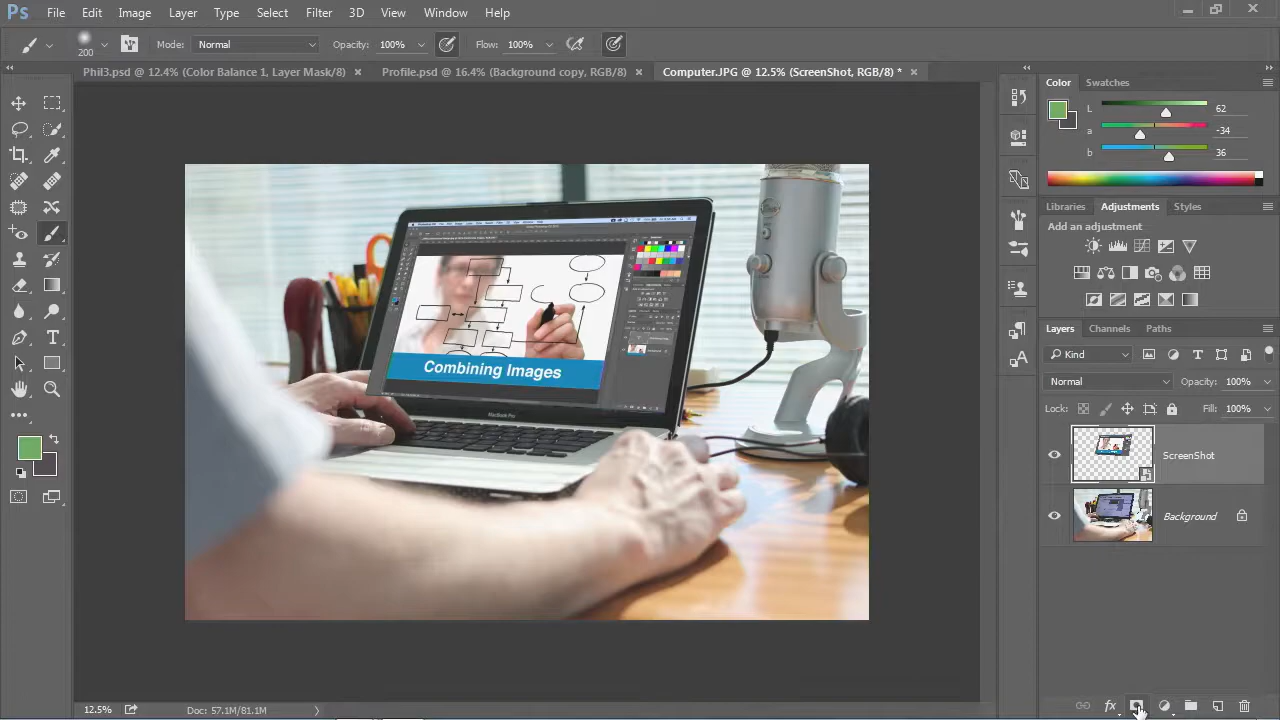 Ps File Edit Image Layer Type Select Filter 3D View Window Help
200 Mode: Normal Opacity: 100% Flow: 100%
Phil3.psd @ 12.4% (Color Balance 1, Layer Mask/8) × Profile.psd @ 16.4% (Background copy, RGB/8) × Computer.JPG @ 12.5% (ScreenShot, RGB/8) * ×
Color Swatches
L 62
a -34
b 36
Libraries Adjustments Styles
Add an adjustment
Layers Channels Paths
Kind
Normal Opacity: 100%
Lock: Fill: 100%
ScreenShot
Background
Combining Images
MacBook Pro
12.5% Doc: 57.1M/81.1M
fx